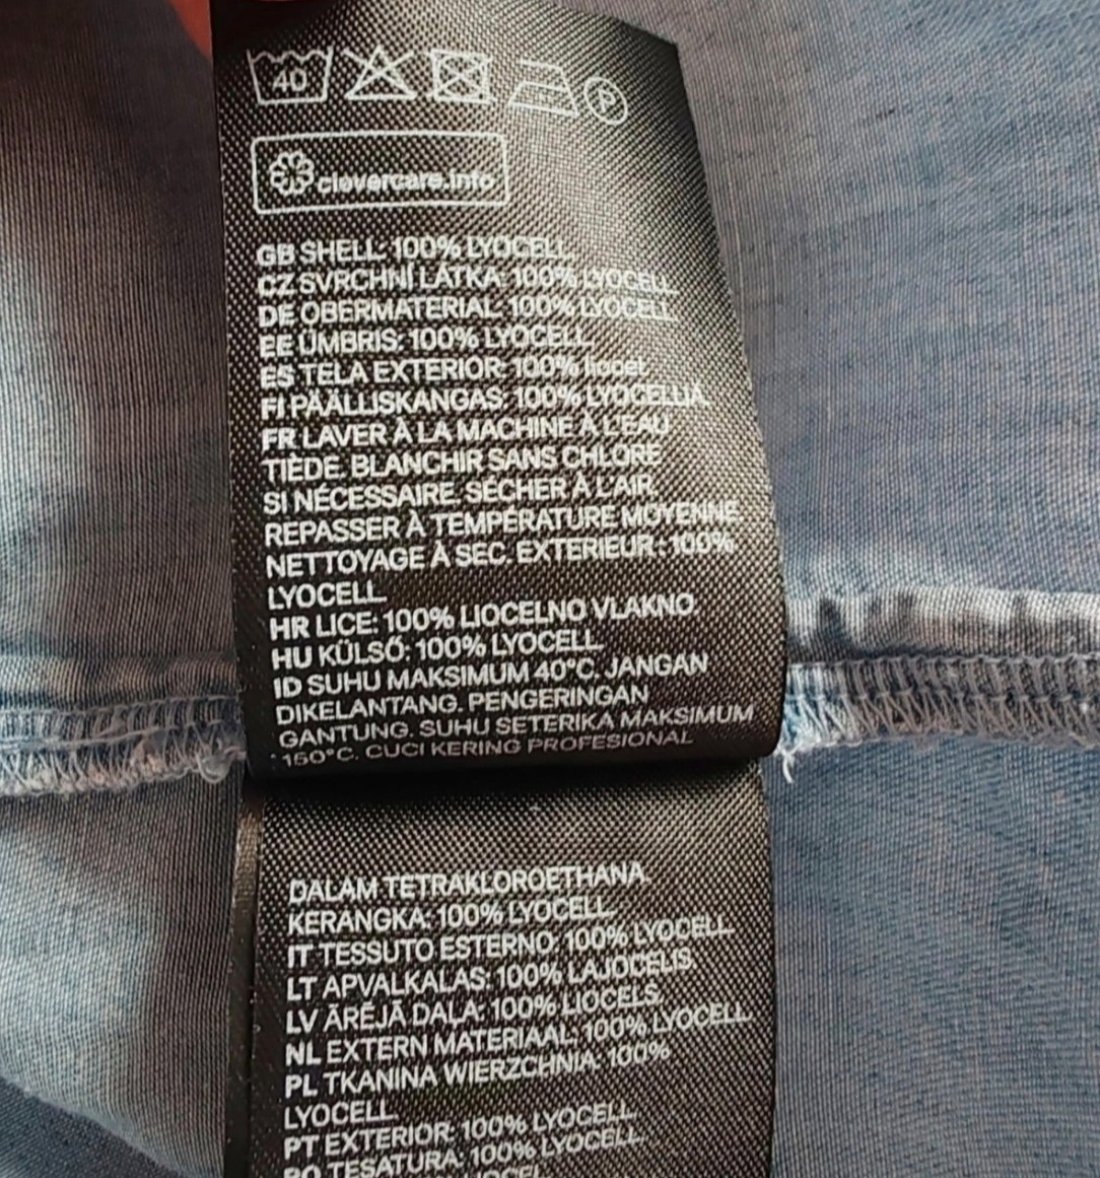 40
P
clovercare.info
GB SHELL: 100% LYOCELL
CZ SVRCHNÍ LÁTKA: 100% LYOCELL
DE OBERMATERIAL: 100% LYOCELL
EE ÜMBRIS: 100% LYOCELL
ES TELA EXTERIOR: 100% liocel
FI PÄÄLLISKANGAS: 100% LYOCELLIÄ
FR LAVER À LA MACHINE À L'EAU
TIÈDE. BLANCHIR SANS CHLORE
SI NÉCESSAIRE. SÉCHER À L'AIR.
REPASSER À TEMPÉRATURE MOYENNE
NETTOYAGE À SEC. EXTERIEUR : 100%
LYOCELL
HR LICE: 100% LIOCELNO VLAKNO
HU KÜLSŐ: 100% LYOCELL
ID SUHU MAKSIMUM 40°C. JANGAN
DIKELANTANG. PENGERINGAN
GANTUNG. SUHU SETERIKA MAKSIMUM
150°C. CUCI KERING PROFESIONAL
DALAM TETRAKLOROETHANA.
KERANGKA: 100% LYOCELL
IT TESSUTO ESTERNO: 100% LYOCELL
LT APVALKALAS: 100% LAJOCELIS
LV ĀRĒJĀ DAĻA: 100% LIOCELS
NL EXTERN MATERIAAL: 100% LYOCELL
PL TKANINA WIERZCHNIA: 100%
LYOCELL
PT EXTERIOR: 100% LYOCELL
RO TESATURA: 100% LYOCELL